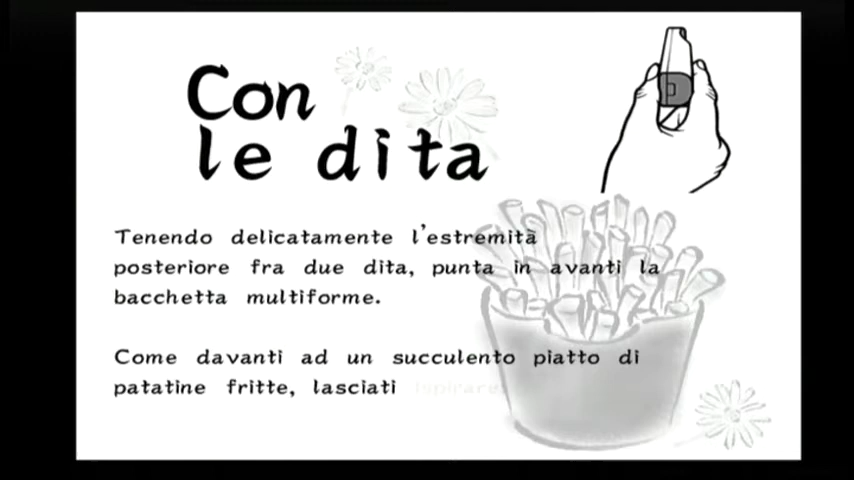 Con
le dita
Tenendo delicatamente l'estremità
posteriore fra due dita, punta in avanti la
bacchetta multiforme.
Come davanti ad un succulento piatto di
patatine fritte, lasciati ispirare